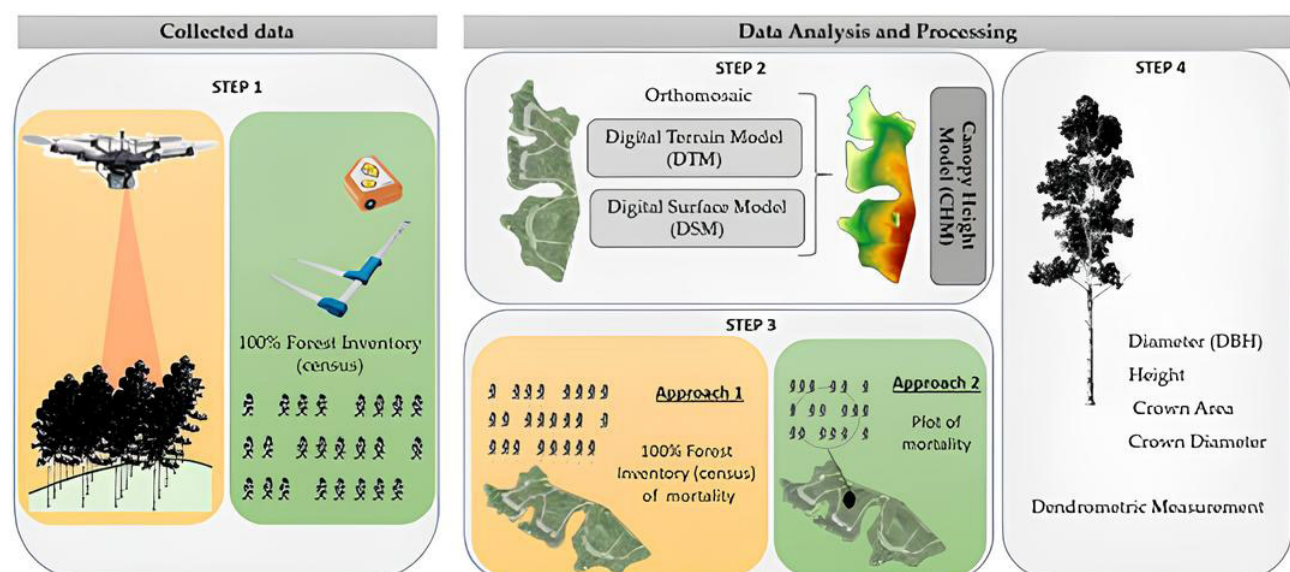 Collected data
Data Analysis and Processing
STEP 1
100% Forest Inventory
(census)
STEP 2
Orthomosaic
Digital Terrain Model
(DTM)
Digital Surface Model
(DSM)
Canopy Height
Model (CHM)
STEP 3
Approach 1
100% Forest
Inventory (census)
of mortality
Approach 2
Plot of
mortality
STEP 4
Diameter (DBH)
Height
Crown Area
Crown Diameter
Dendrometric Measurement